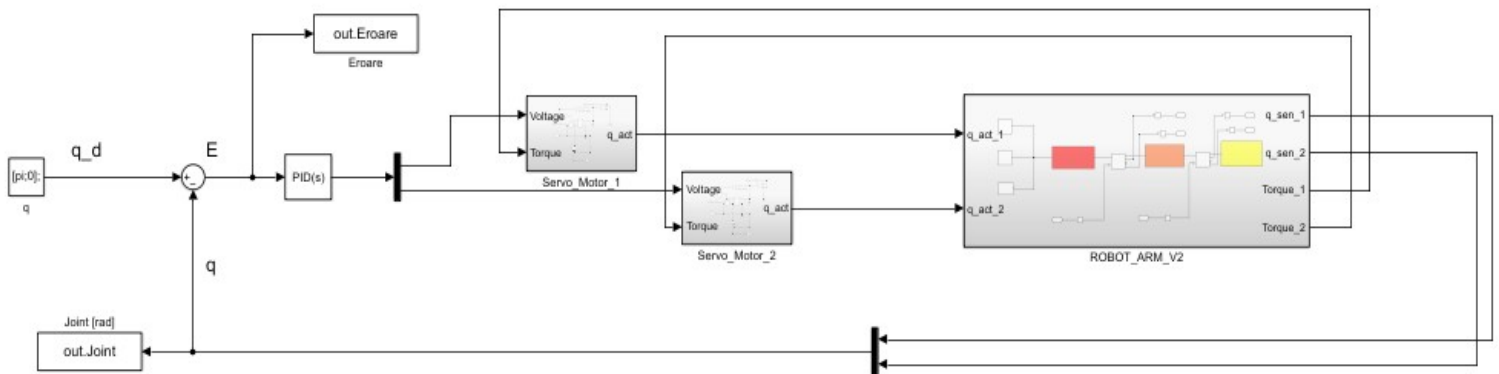 out.Eroare
Eroare
q_d
E
[pi;0];
q
+
-
PID(s)
Voltage
Torque
q_act
Servo_Motor_1
Voltage
Torque
q_act
Servo_Motor_2
q_act_1
q_act_2
q_sen_1
q_sen_2
Torque_1
Torque_2
ROBOT_ARM_V2
q
Joint [rad]
out.Joint